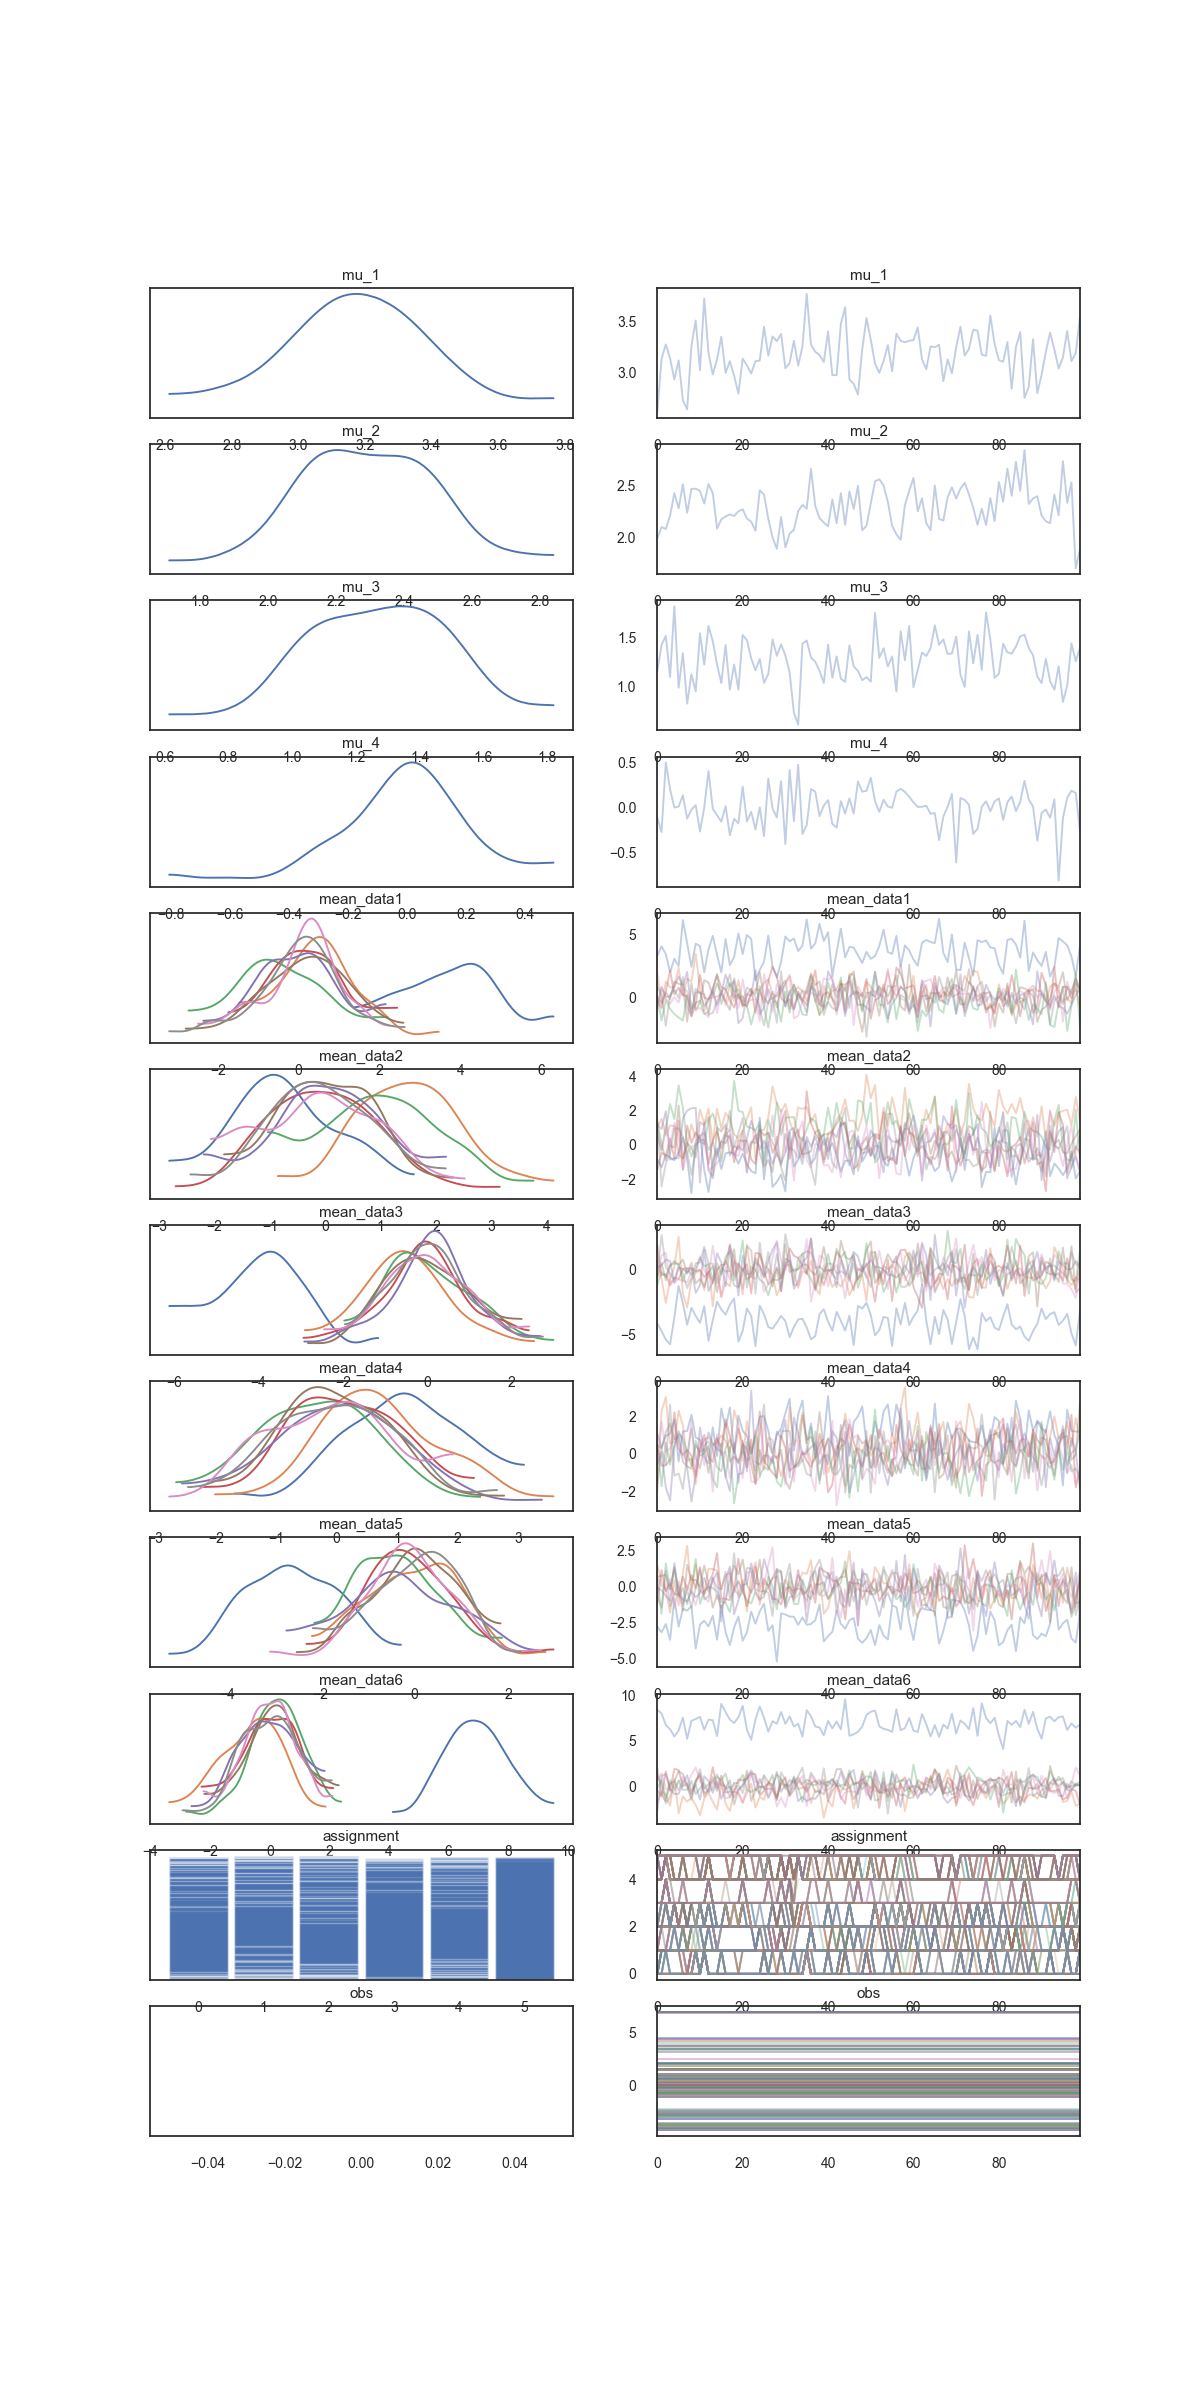 mu_1 mu_1
3.5
3.0
mu_2 mu_2
2.6 2.8 3.0 3.2 3.4 3.6 3.8 0 20 40 60 80
2.5
2.0
mu_3 mu_3
1.8 2.0 2.2 2.4 2.6 2.8 0 20 40 60 80
1.5
1.0
mu_4 mu_4
0.6 0.8 1.0 1.2 1.4 1.6 1.8 0 20 40 60 80
0.5
0.0
−0.5
mean_data1 mean_data1
−0.8 −0.6 −0.4 −0.2 0.0 0.2 0.4 0 20 40 60 80
5
0
mean_data2 mean_data2
−2 0 2 4 6 0 20 40 60 80
4
2
0
−2
mean_data3 mean_data3
−3 −2 −1 0 1 2 3 4 0 20 40 60 80
0
−5
mean_data4 mean_data4
−6 −4 −2 0 2 0 20 40 60 80
2
0
−2
mean_data5 mean_data5
−3 −2 −1 0 1 2 3 0 20 40 60 80
2.5
0.0
−2.5
−5.0
mean_data6 mean_data6
−4 −2 0 2 0 20 40 60 80
10
5
0
assignment assignment
−4 −2 0 2 4 6 8 10 0 20 40 60 80
4
2
0
obs obs
0 1 2 3 4 5 0 20 40 60 80
5
0
−0.04 −0.02 0.00 0.02 0.04 0 20 40 60 80